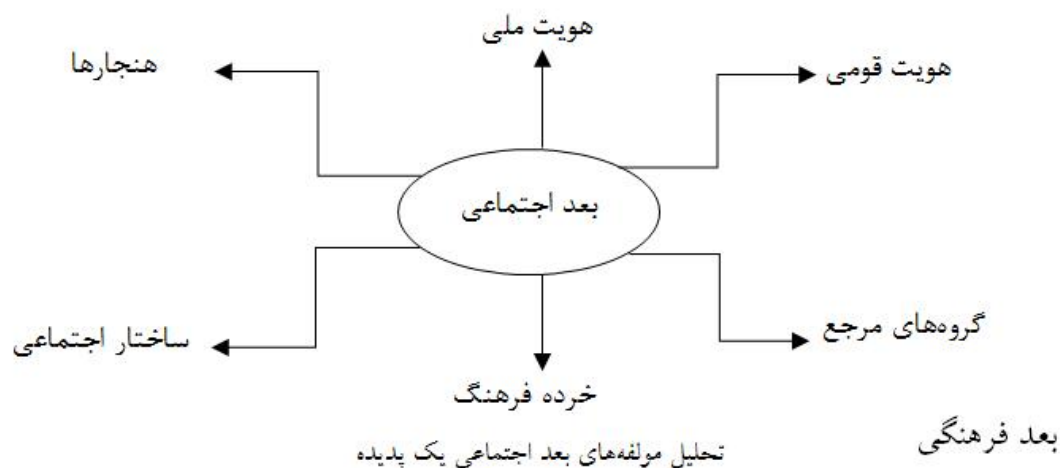 هویت ملی
هویت قومی
هنجارها
بعد اجتماعی
گروه‌های مرجع
ساختار اجتماعی
خرده فرهنگ
تحلیل مولفه‌های بعد اجتماعی یک پدیده
بعد فرهنگی